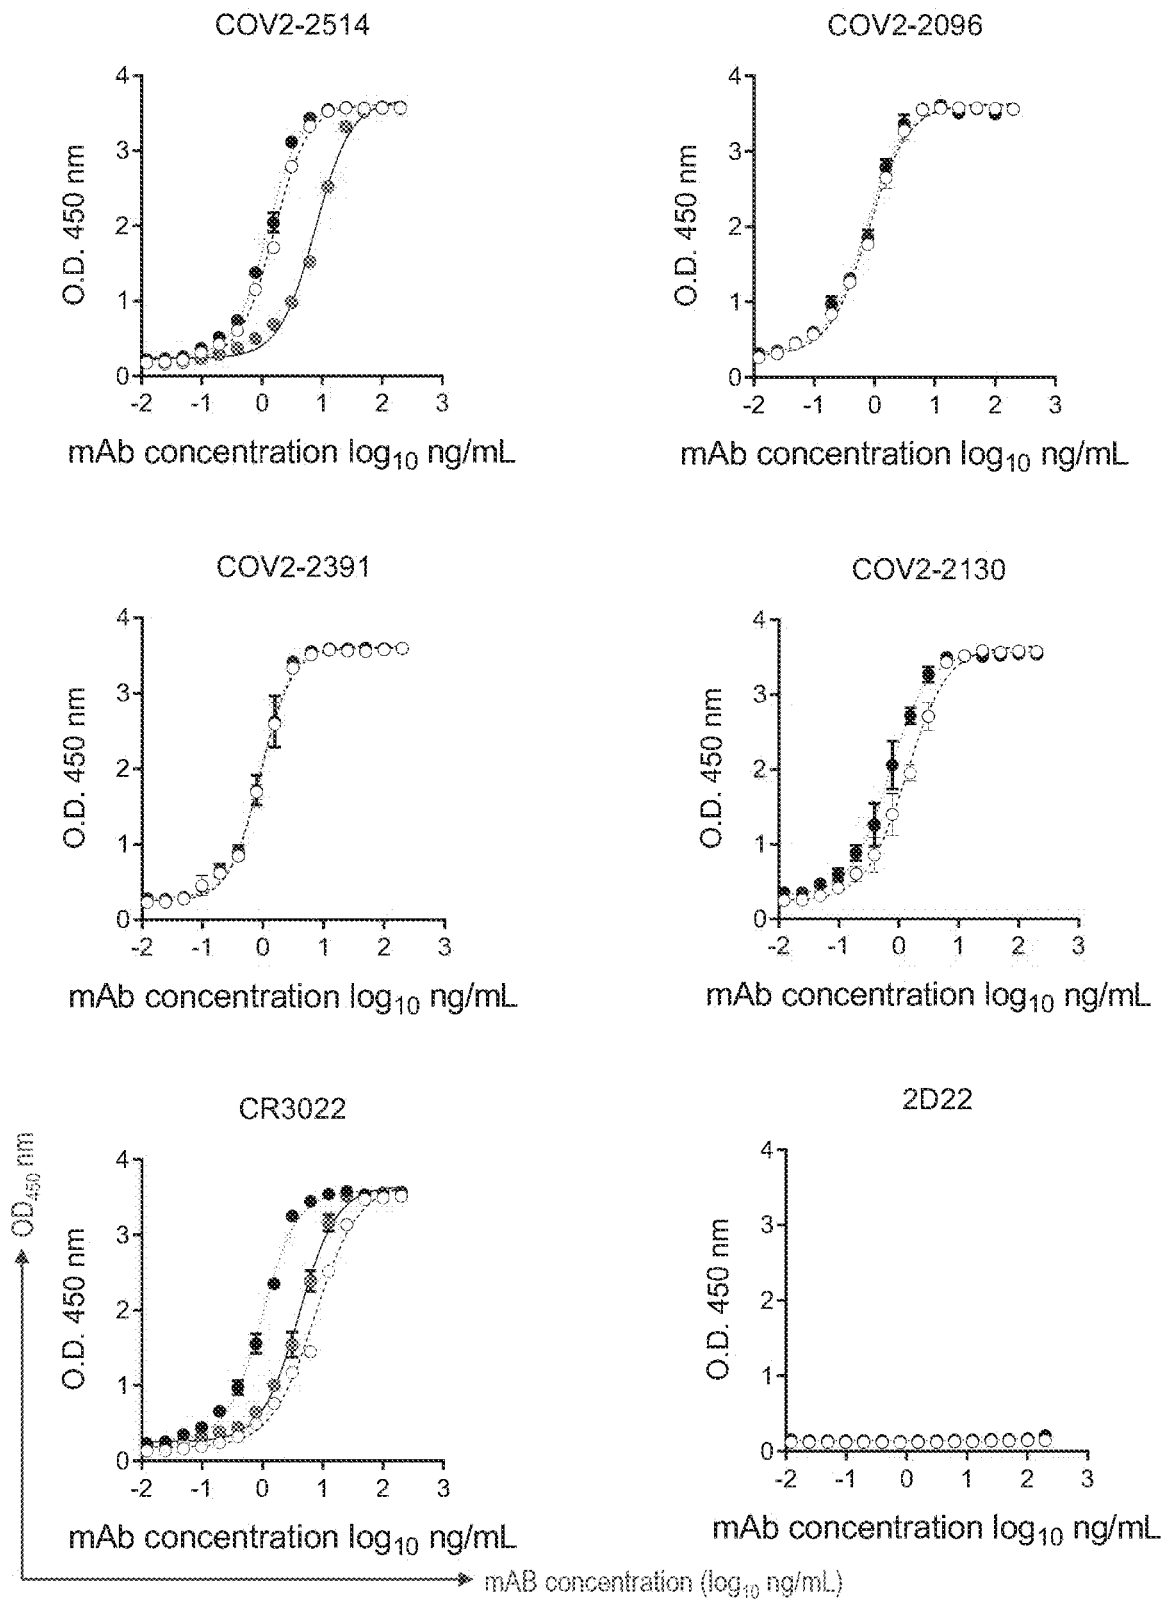 COV2-2514
COV2-2096
4
3
2
1
0
O.D. 450 nm
-2 -1 0 1 2 3
mAb concentration log10 ng/mL
4
3
2
1
0
O.D. 450 nm
-2 -1 0 1 2 3
mAb concentration log10 ng/mL
COV2-2391
COV2-2130
4
3
2
1
0
O.D. 450 nm
-2 -1 0 1 2 3
mAb concentration log10 ng/mL
4
3
2
1
0
O.D. 450 nm
-2 -1 0 1 2 3
mAb concentration log10 ng/mL
CR3022
2D22
OD450 nm
4
3
2
1
0
O.D. 450 nm
-2 -1 0 1 2 3
mAb concentration log10 ng/mL
4
3
2
1
0
O.D. 450 nm
-2 -1 0 1 2 3
mAb concentration log10 ng/mL
mAB concentration (log10 ng/mL)